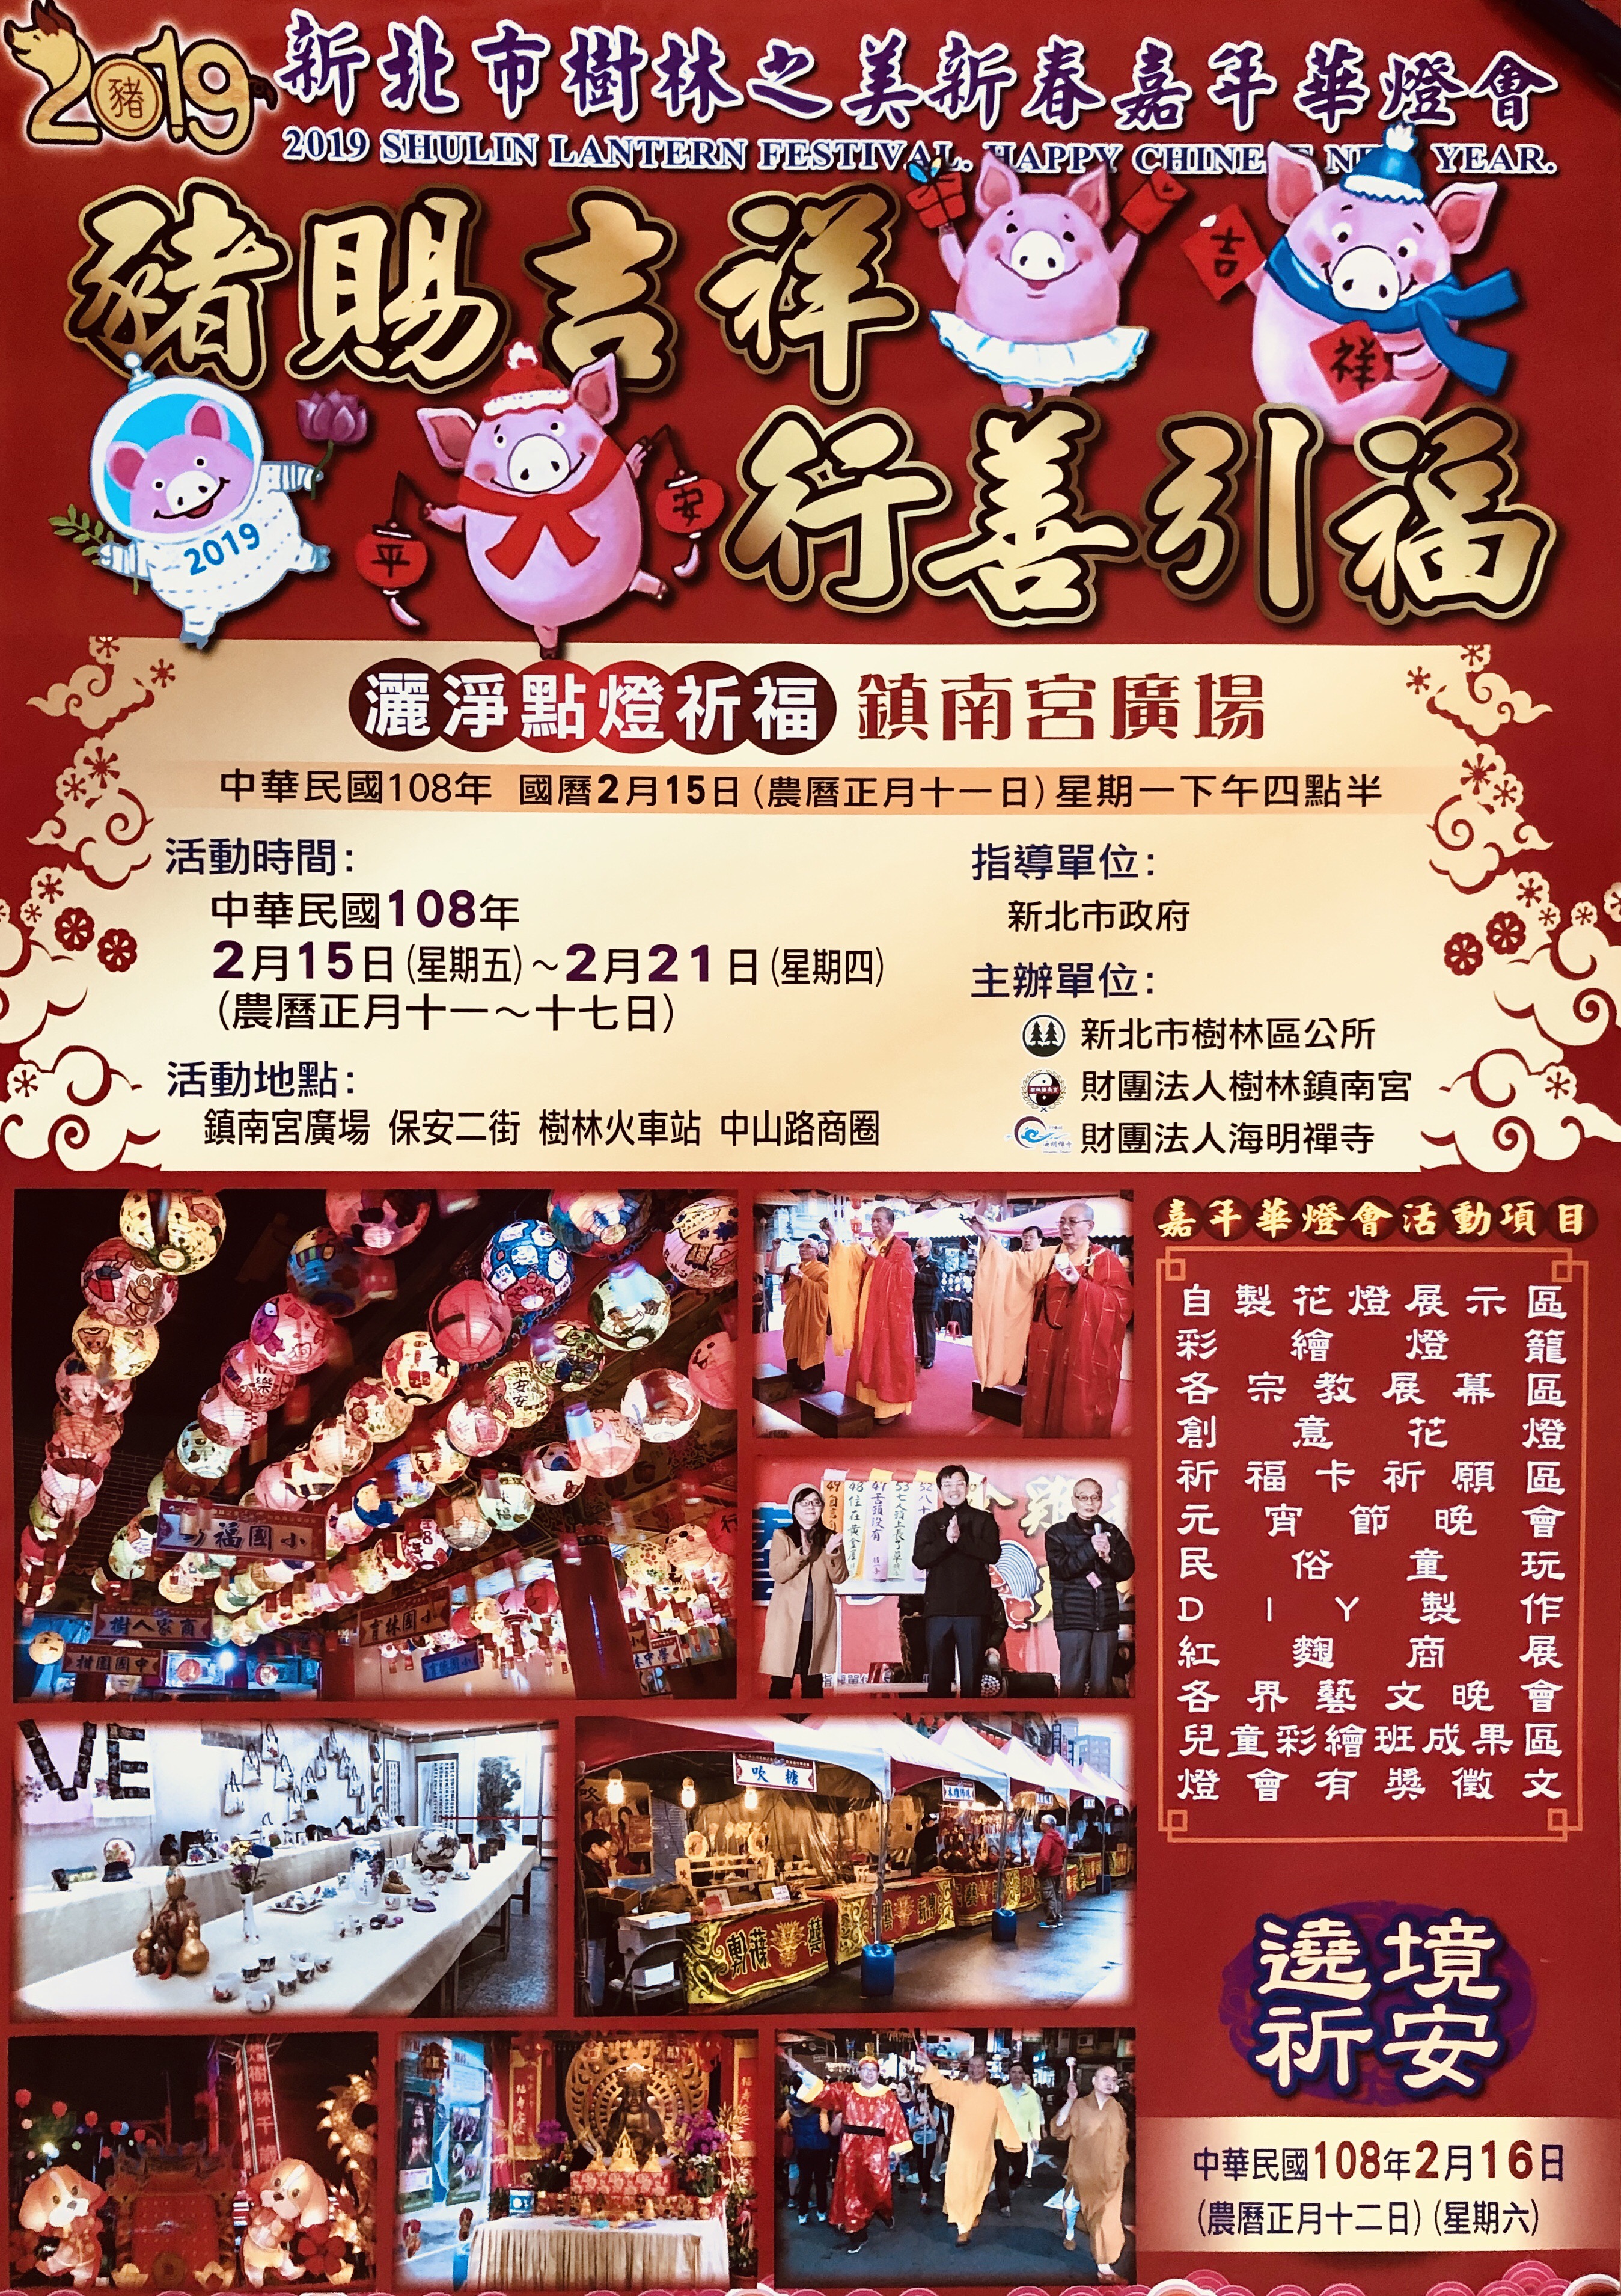 2019
豬
新北市樹林之美新春嘉年華燈會
2019 SHULIN LANTERN FESTIVAL. HAPPY CHINESE NEW YEAR.
豬賜吉祥
吉
祥
行善引福
2019
平
安
灑淨點燈祈福 鎮南宮廣場
中華民國108年 國曆2月15日(農曆正月十一日)星期一下午四點半
活動時間:
中華民國108年
2月15日(星期五)~2月21日(星期四)
(農曆正月十一~十七日)
活動地點:
鎮南宮廣場 保安二街 樹林火車站 中山路商圈
指導單位:
新北市政府
主辦單位:
新北市樹林區公所
財團法人樹林鎮南宮
財團法人海明禪寺
嘉年華燈會活動項目
自製花燈展示區
彩繪燈籠
各宗教展幕區
創意花燈
祈福卡祈願區
元宵節晚會
民俗童玩
DIY製作
紅麴商展
各界藝文晚會
兒童彩繪班成果區
燈會有獎徵文
小國福
小國林育
中國園柑
VE
吹糖
遶境
祈安
中華民國108年2月16日
(農曆正月十二日)(星期六)